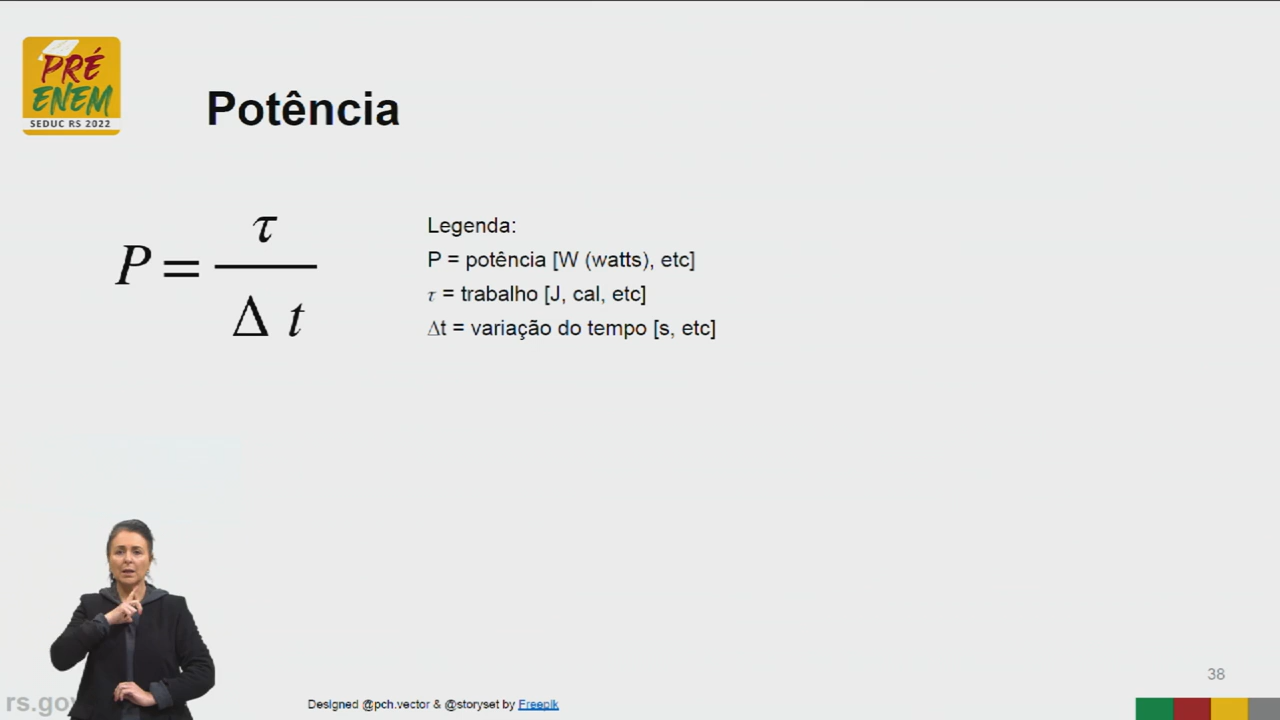 PRÉ
ENEM
SEDUC RS 2022
Potência
P = τ / Δ t
Legenda:
P = potência [W (watts), etc]
τ = trabalho [J, cal, etc]
Δt = variação do tempo [s, etc]
38
rs.gov
Designed @pch.vector & @storyset by Freepik